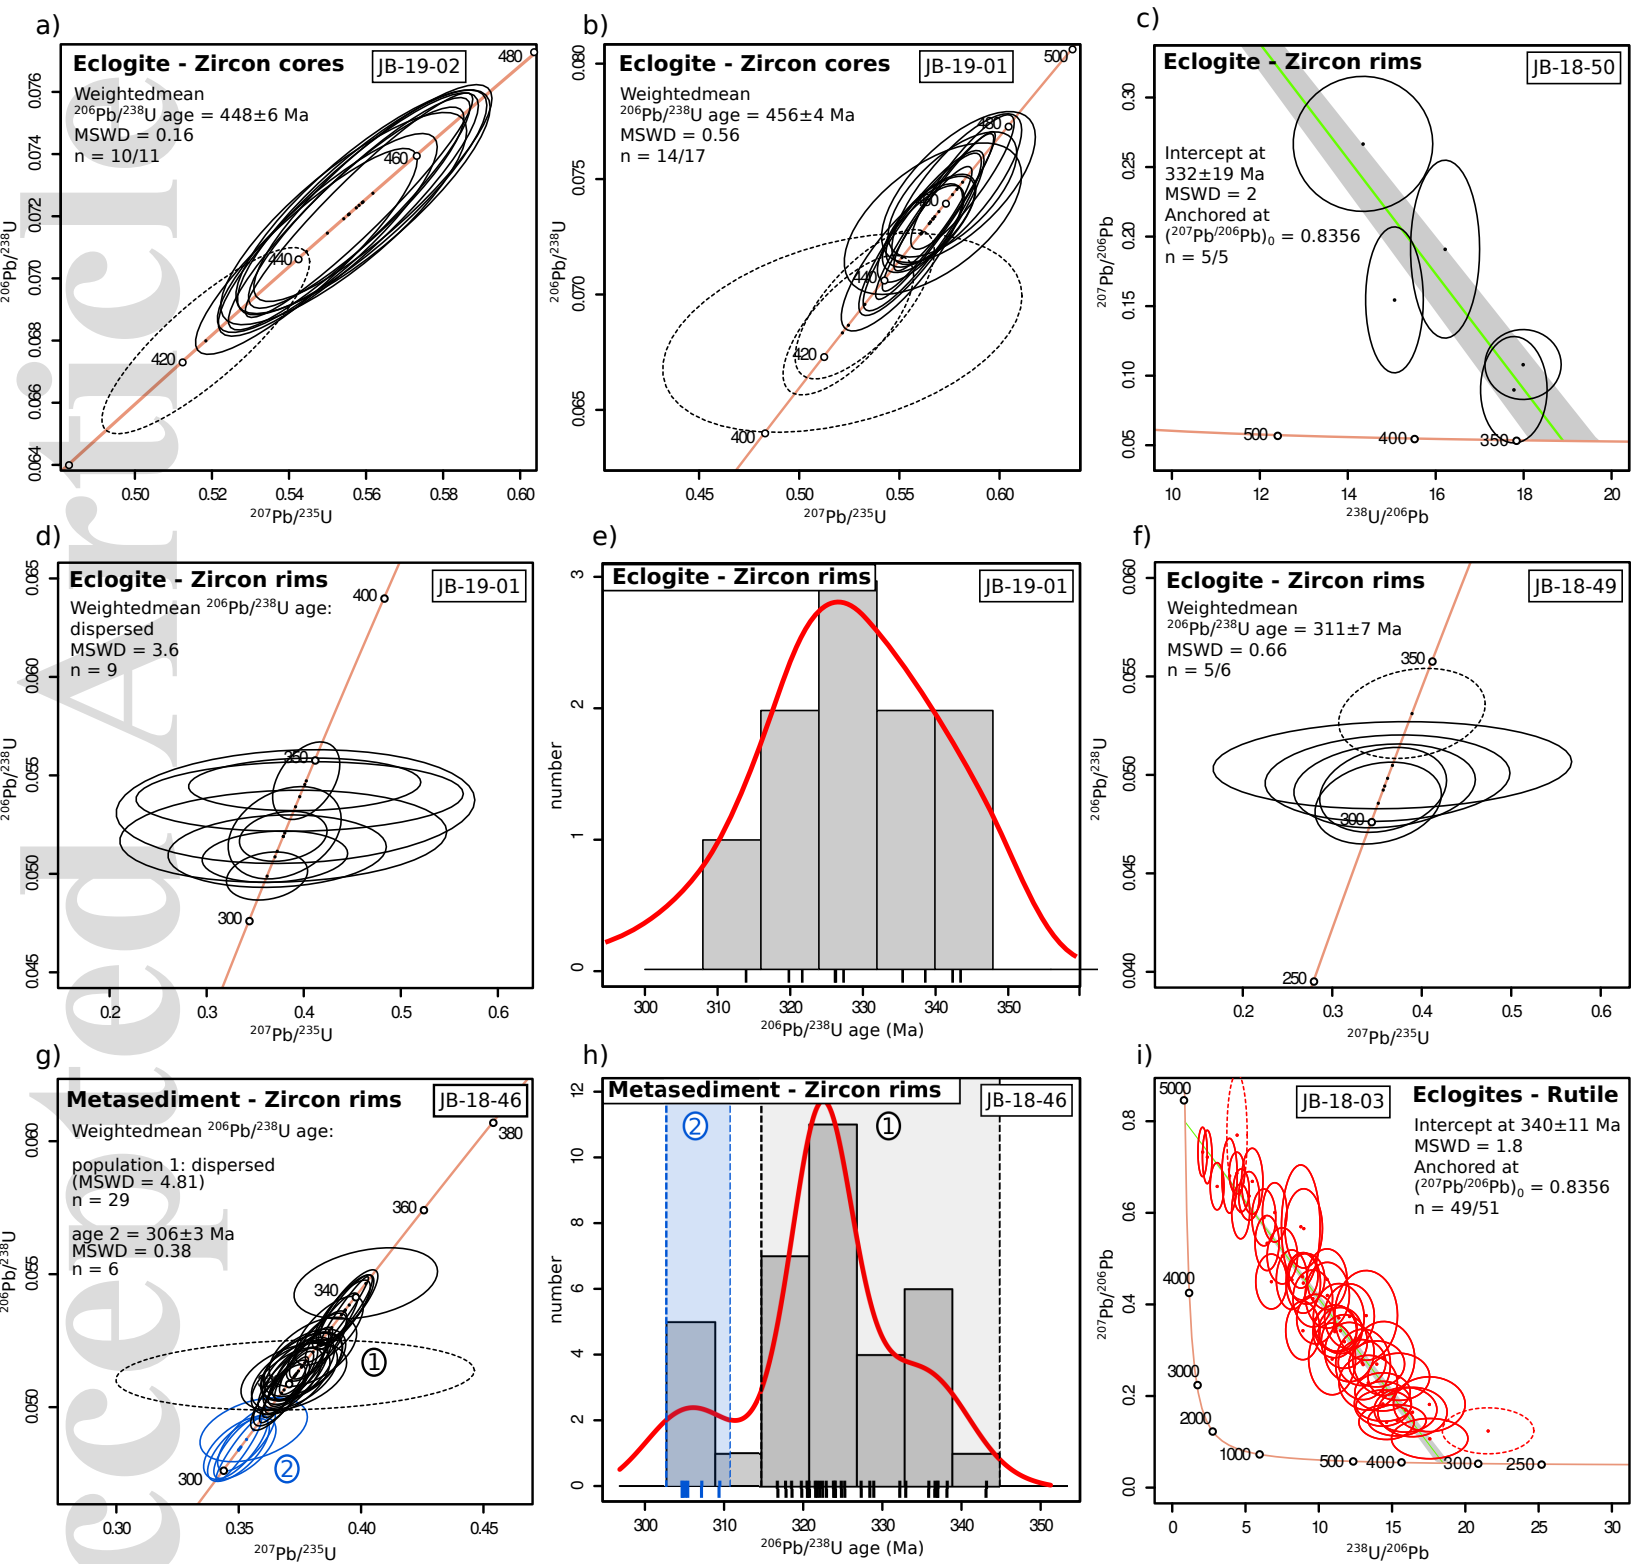 Accepted Article
a)
Eclogite - Zircon cores
JB-19-02
Weightedmean
²⁰⁶Pb/²³⁸U age = 448±6 Ma
MSWD = 0.16
n = 10/11
480
460
440
420
0.076
0.074
0.072
0.070
0.068
0.066
0.064
²⁰⁶Pb/²³⁸U
0.50 0.52 0.54 0.56 0.58 0.60
²⁰⁷Pb/²³⁵U
b)
Eclogite - Zircon cores
JB-19-01
Weightedmean
²⁰⁶Pb/²³⁸U age = 456±4 Ma
MSWD = 0.56
n = 14/17
500
480
460
440
420
400
0.080
0.075
0.070
0.065
²⁰⁶Pb/²³⁸U
0.45 0.50 0.55 0.60
²⁰⁷Pb/²³⁵U
c)
Eclogite - Zircon rims
JB-18-50
Intercept at
332±19 Ma
MSWD = 2
Anchored at
(²⁰⁷Pb/²⁰⁶Pb)₀ = 0.8356
n = 5/5
500 400 350
0.30
0.25
0.20
0.15
0.10
0.05
²⁰⁷Pb/²⁰⁶Pb
10 12 14 16 18 20
²³⁸U/²⁰⁶Pb
d)
Eclogite - Zircon rims
JB-19-01
Weightedmean ²⁰⁶Pb/²³⁸U age:
dispersed
MSWD = 3.6
n = 9
400
350
300
0.065
0.060
0.055
0.050
0.045
²⁰⁶Pb/²³⁸U
0.2 0.3 0.4 0.5 0.6
²⁰⁷Pb/²³⁵U
e)
Eclogite - Zircon rims
JB-19-01
3
2
1
0
number
300 310 320 330 340 350
²⁰⁶Pb/²³⁸U age (Ma)
f)
Eclogite - Zircon rims
JB-18-49
Weightedmean
²⁰⁶Pb/²³⁸U age = 311±7 Ma
MSWD = 0.66
n = 5/6
350
300
250
0.060
0.055
0.050
0.045
0.040
²⁰⁶Pb/²³⁸U
0.2 0.3 0.4 0.5 0.6
²⁰⁷Pb/²³⁵U
g)
Metasediment - Zircon rims
JB-18-46
Weightedmean ²⁰⁶Pb/²³⁸U age:
population 1: dispersed
(MSWD = 4.81)
n = 29
age 2 = 306±3 Ma
MSWD = 0.38
n = 6
380
360
340
300
1
2
0.060
0.055
0.050
²⁰⁶Pb/²³⁸U
0.30 0.35 0.40 0.45
²⁰⁷Pb/²³⁵U
h)
Metasediment - Zircon rims
JB-18-46
2
1
12
10
8
6
4
2
0
number
300 310 320 330 340 350
²⁰⁶Pb/²³⁸U age (Ma)
i)
JB-18-03
Eclogites - Rutile
Intercept at 340±11 Ma
MSWD = 1.8
Anchored at
(²⁰⁷Pb/²⁰⁶Pb)₀ = 0.8356
n = 49/51
5000
4000
3000
2000
1000 500 400 300 250
0.8
0.6
0.4
0.2
0.0
²⁰⁷Pb/²⁰⁶Pb
0 5 10 15 20 25 30
²³⁸U/²⁰⁶Pb